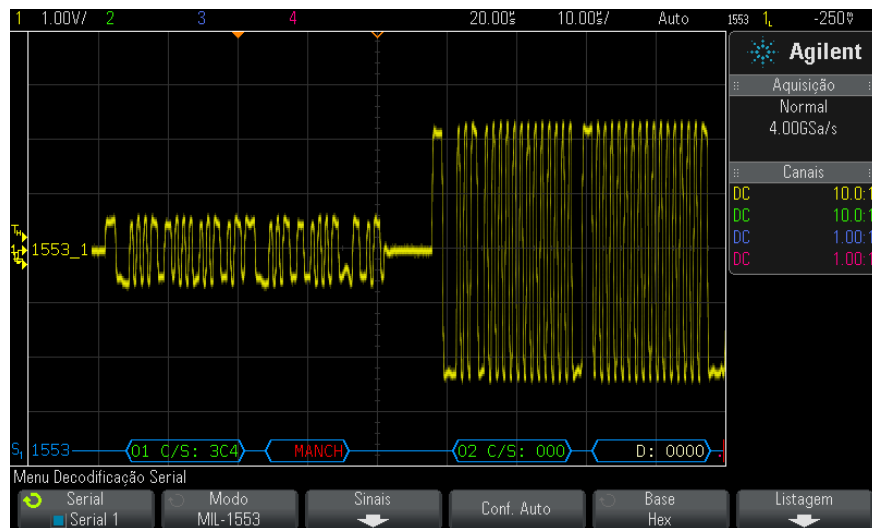 1 1.00V/ 2 3 4 20.00s 10.00s/ Auto 1553 1 L -250
Agilent
Aquisição
Normal
4.00GSa/s
Canais
DC 10.0:1
DC 10.0:1
DC 1.00:1
DC 1.00:1
1553_1
S1 1553 01 C/S: 3C4 MANCH 02 C/S: 000 D: 0000
Menu Decodificação Serial
Serial Modo Sinais Conf. Auto Base Listagem
Serial 1 MIL-1553 Hex